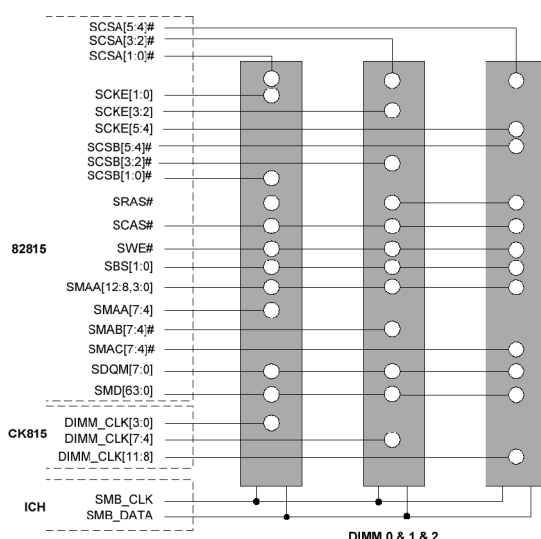 SCSA[5:4]#
SCSA[3:2]#
SCSA[1:0]#
SCKE[1:0]
SCKE[3:2]
SCKE[5:4]
SCSB[5:4]#
SCSB[3:2]#
SCSB[1:0]#
SRAS#
SCAS#
82815
SWE#
SBS[1:0]
SMAA[12:8,3:0]
SMAA[7:4]
SMAB[7:4]#
SMAC[7:4]#
SDQM[7:0]
SMD[63:0]
DIMM_CLK[3:0]
CK815
DIMM_CLK[7:4]
DIMM_CLK[11:8]
SMB_CLK
ICH
SMB_DATA
DIMM 0 & 1 & 2